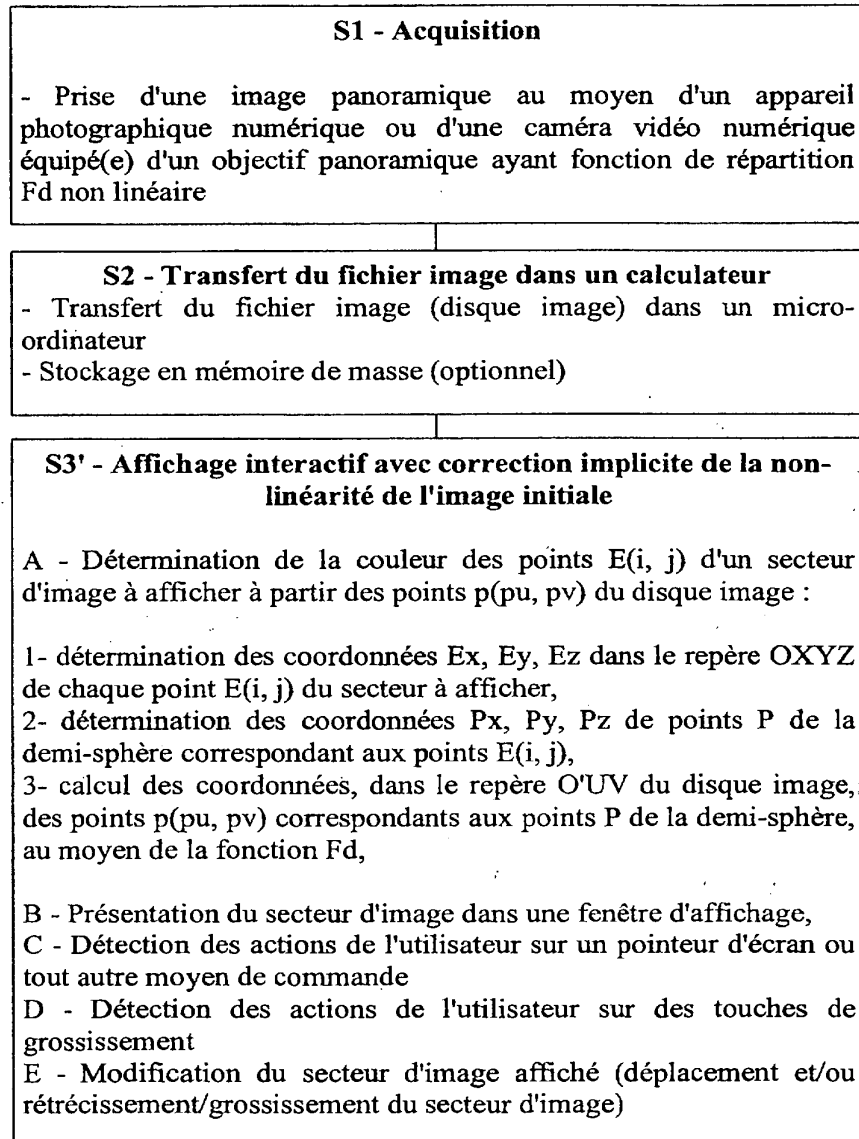 S1 - Acquisition
- Prise d'une image panoramique au moyen d'un appareil
photographique numérique ou d'une caméra vidéo numérique
équipé(e) d'un objectif panoramique ayant fonction de répartition
Fd non linéaire
S2 - Transfert du fichier image dans un calculateur
- Transfert du fichier image (disque image) dans un micro-
ordinateur
- Stockage en mémoire de masse (optionnel)
S3' - Affichage interactif avec correction implicite de la non-
linéarité de l'image initiale
A - Détermination de la couleur des points E(i, j) d'un secteur
d'image à afficher à partir des points p(pu, pv) du disque image :
1- détermination des coordonnées Ex, Ey, Ez dans le repère OXYZ
de chaque point E(i, j) du secteur à afficher,
2- détermination des coordonnées Px, Py, Pz de points P de la
demi-sphère correspondant aux points E(i, j),
3- calcul des coordonnées, dans le repère O'UV du disque image,
des points p(pu, pv) correspondants aux points P de la demi-sphère,
au moyen de la fonction Fd,
B - Présentation du secteur d'image dans une fenêtre d'affichage,
C - Détection des actions de l'utilisateur sur un pointeur d'écran ou
tout autre moyen de commande
D - Détection des actions de l'utilisateur sur des touches de
grossissement
E - Modification du secteur d'image affiché (déplacement et/ou
rétrécissement/grossissement du secteur d'image)